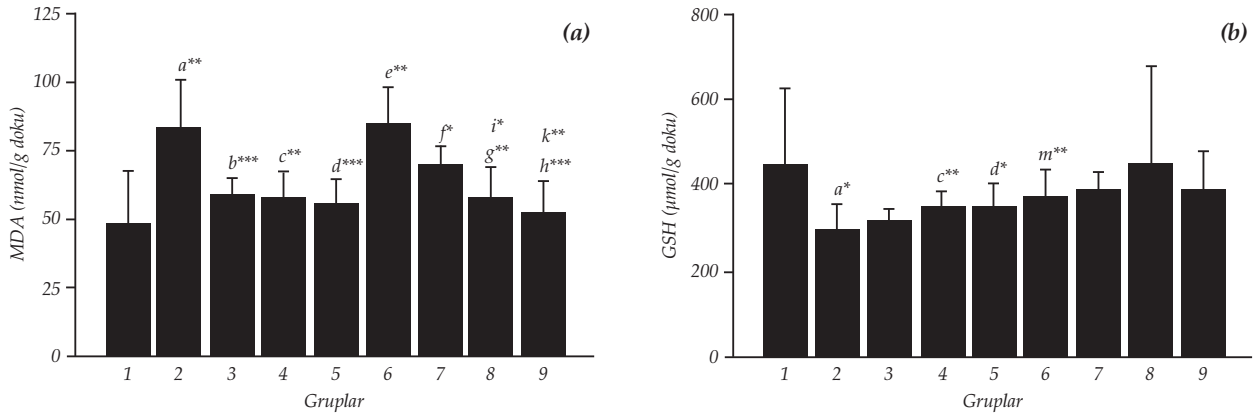 (a)
MDA (nmol/g doku)
125
100
75
50
25
0
a**
b***
c**
d***
e**
f*
i*
g**
k**
h***
1 2 3 4 5 6 7 8 9
Gruplar
(b)
GSH (µmol/g doku)
800
600
400
200
0
a*
c**
d*
m**
1 2 3 4 5 6 7 8 9
Gruplar